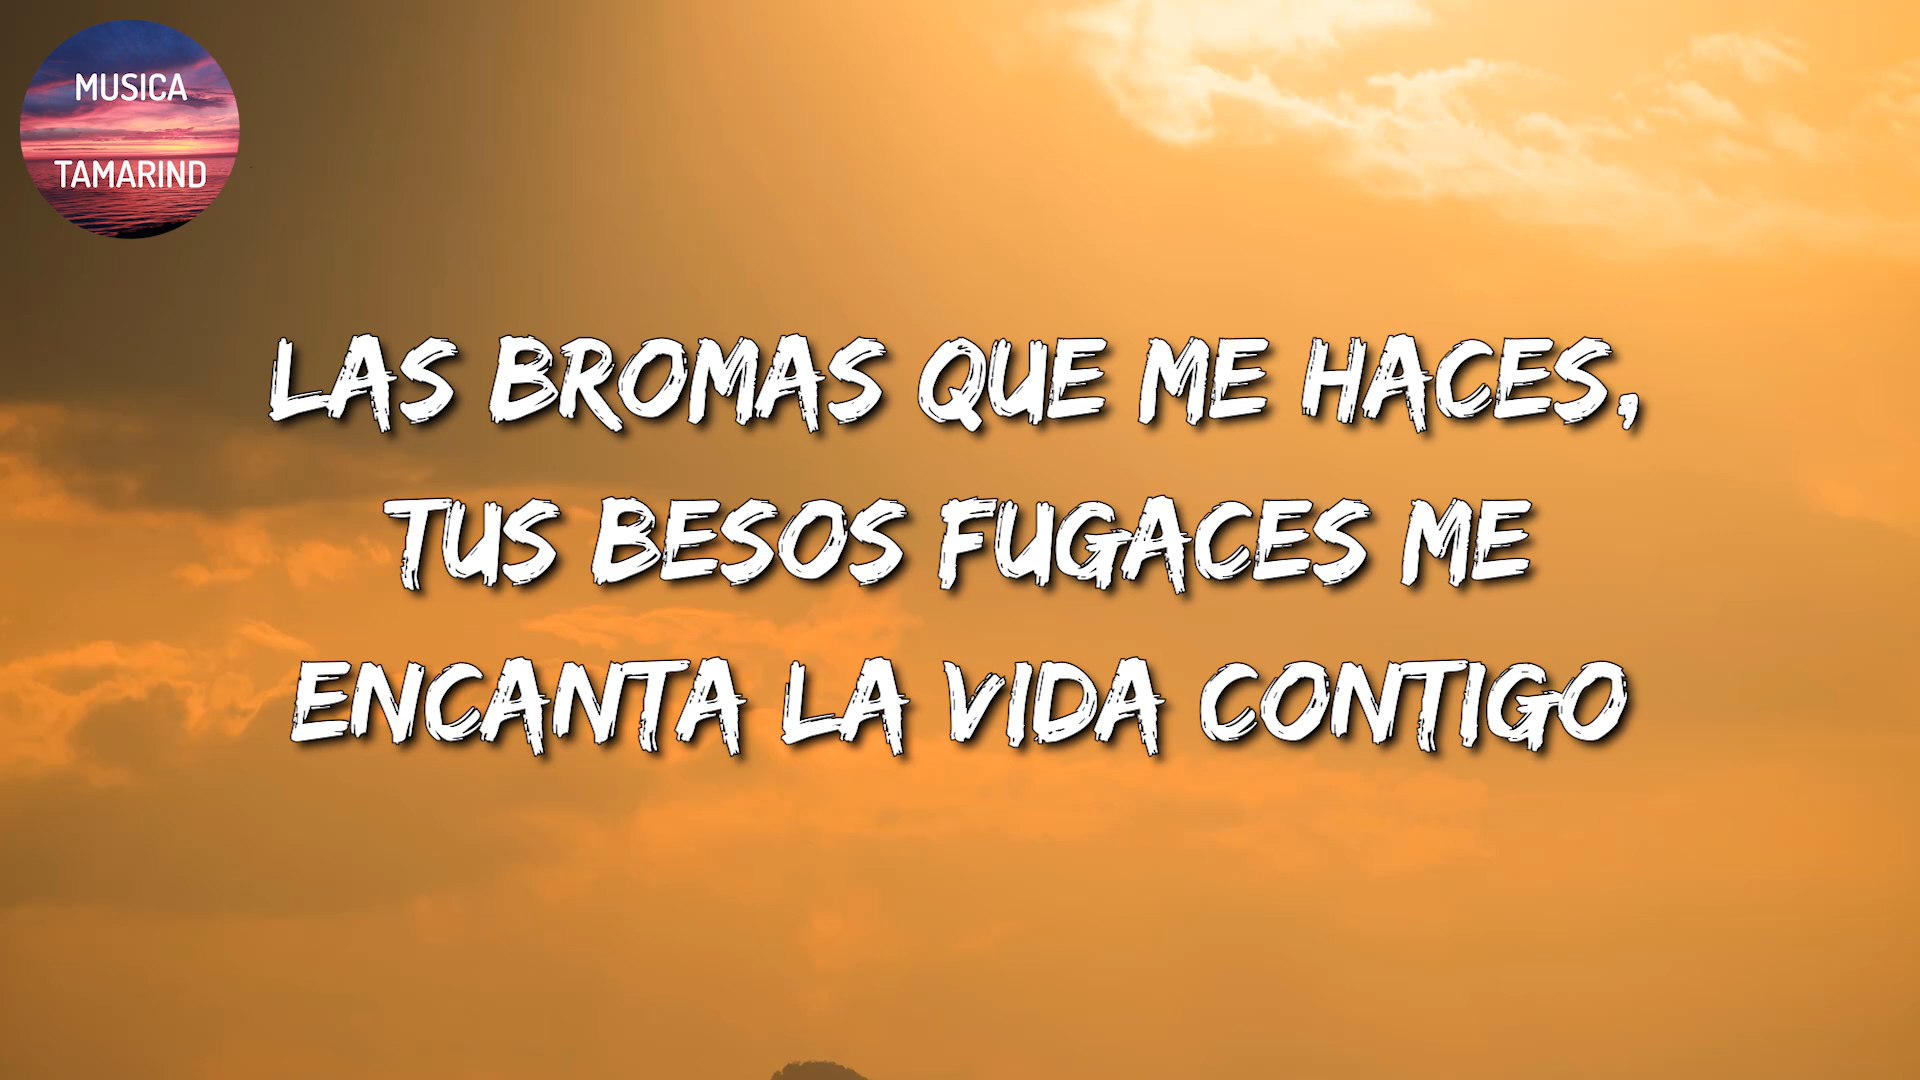 MUSICA
TAMARIND
LAS BROMAS QUE ME HACES,
TUS BESOS FUGACES ME
ENCANTA LA VIDA CONTIGO